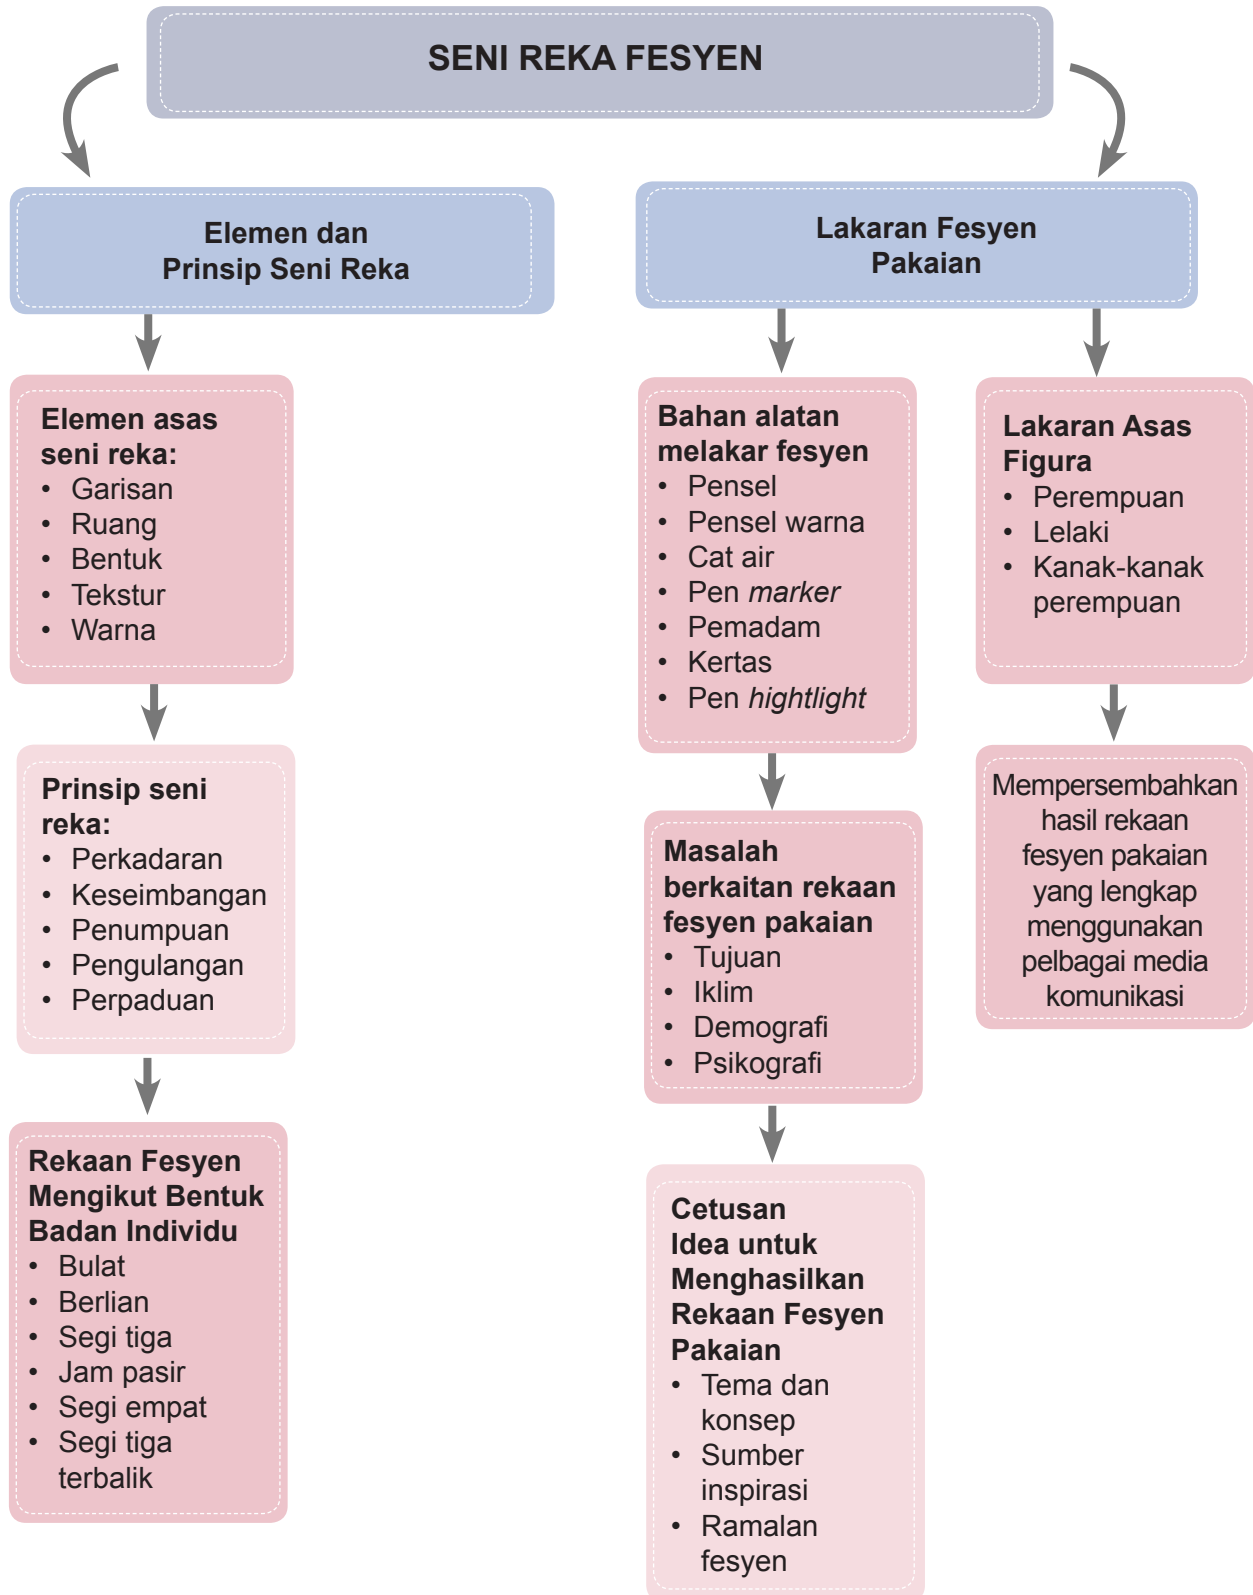 SENI REKA FESYEN
Elemen dan
Prinsip Seni Reka
Elemen asas
seni reka:
• Garisan
• Ruang
• Bentuk
• Tekstur
• Warna
Prinsip seni
reka:
• Perkadaran
• Keseimbangan
• Penumpuan
• Pengulangan
• Perpaduan
Rekaan Fesyen
Mengikut Bentuk
Badan Individu
• Bulat
• Berlian
• Segi tiga
• Jam pasir
• Segi empat
• Segi tiga
terbalik
Lakaran Fesyen
Pakaian
Bahan alatan
melakar fesyen
• Pensel
• Pensel warna
• Cat air
• Pen marker
• Pemadam
• Kertas
• Pen hightlight
Masalah
berkaitan rekaan
fesyen pakaian
• Tujuan
• Iklim
• Demografi
• Psikografi
Cetusan
Idea untuk
Menghasilkan
Rekaan Fesyen
Pakaian
• Tema dan
konsep
• Sumber
inspirasi
• Ramalan
fesyen
Lakaran Asas
Figura
• Perempuan
• Lelaki
• Kanak-kanak
perempuan
Mempersembahkan
hasil rekaan
fesyen pakaian
yang lengkap
menggunakan
pelbagai media
komunikasi